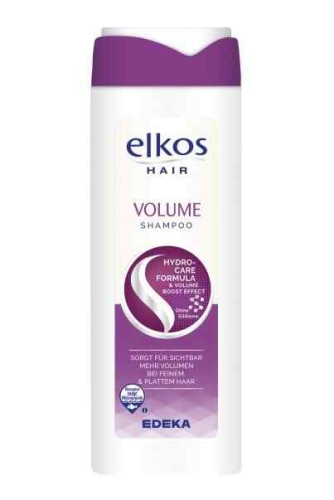 elkos
HAIR
VOLUME
SHAMPOO
HYDRO-
CARE
FORMULA
& VOLUME
BOOST EFFECT
Ohne
Silikone
SORGT FÜR SICHTBAR
MEHR VOLUMEN
BEI FEINEM
& PLATTEM HAAR
EDEKA